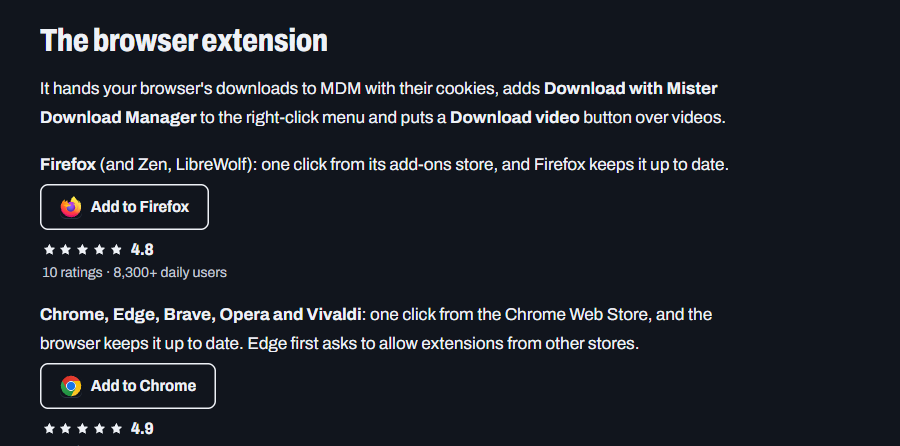 The browser extension
It hands your browser's downloads to MDM with their cookies, adds Download with Mister
Download Manager to the right-click menu and puts a Download video button over videos.
Firefox (and Zen, LibreWolf): one click from its add-ons store, and Firefox keeps it up to date.
Add to Firefox
★★★★★ 4.8
10 ratings · 8,300+ daily users
Chrome, Edge, Brave, Opera and Vivaldi: one click from the Chrome Web Store, and the
browser keeps it up to date. Edge first asks to allow extensions from other stores.
Add to Chrome
★★★★★ 4.9